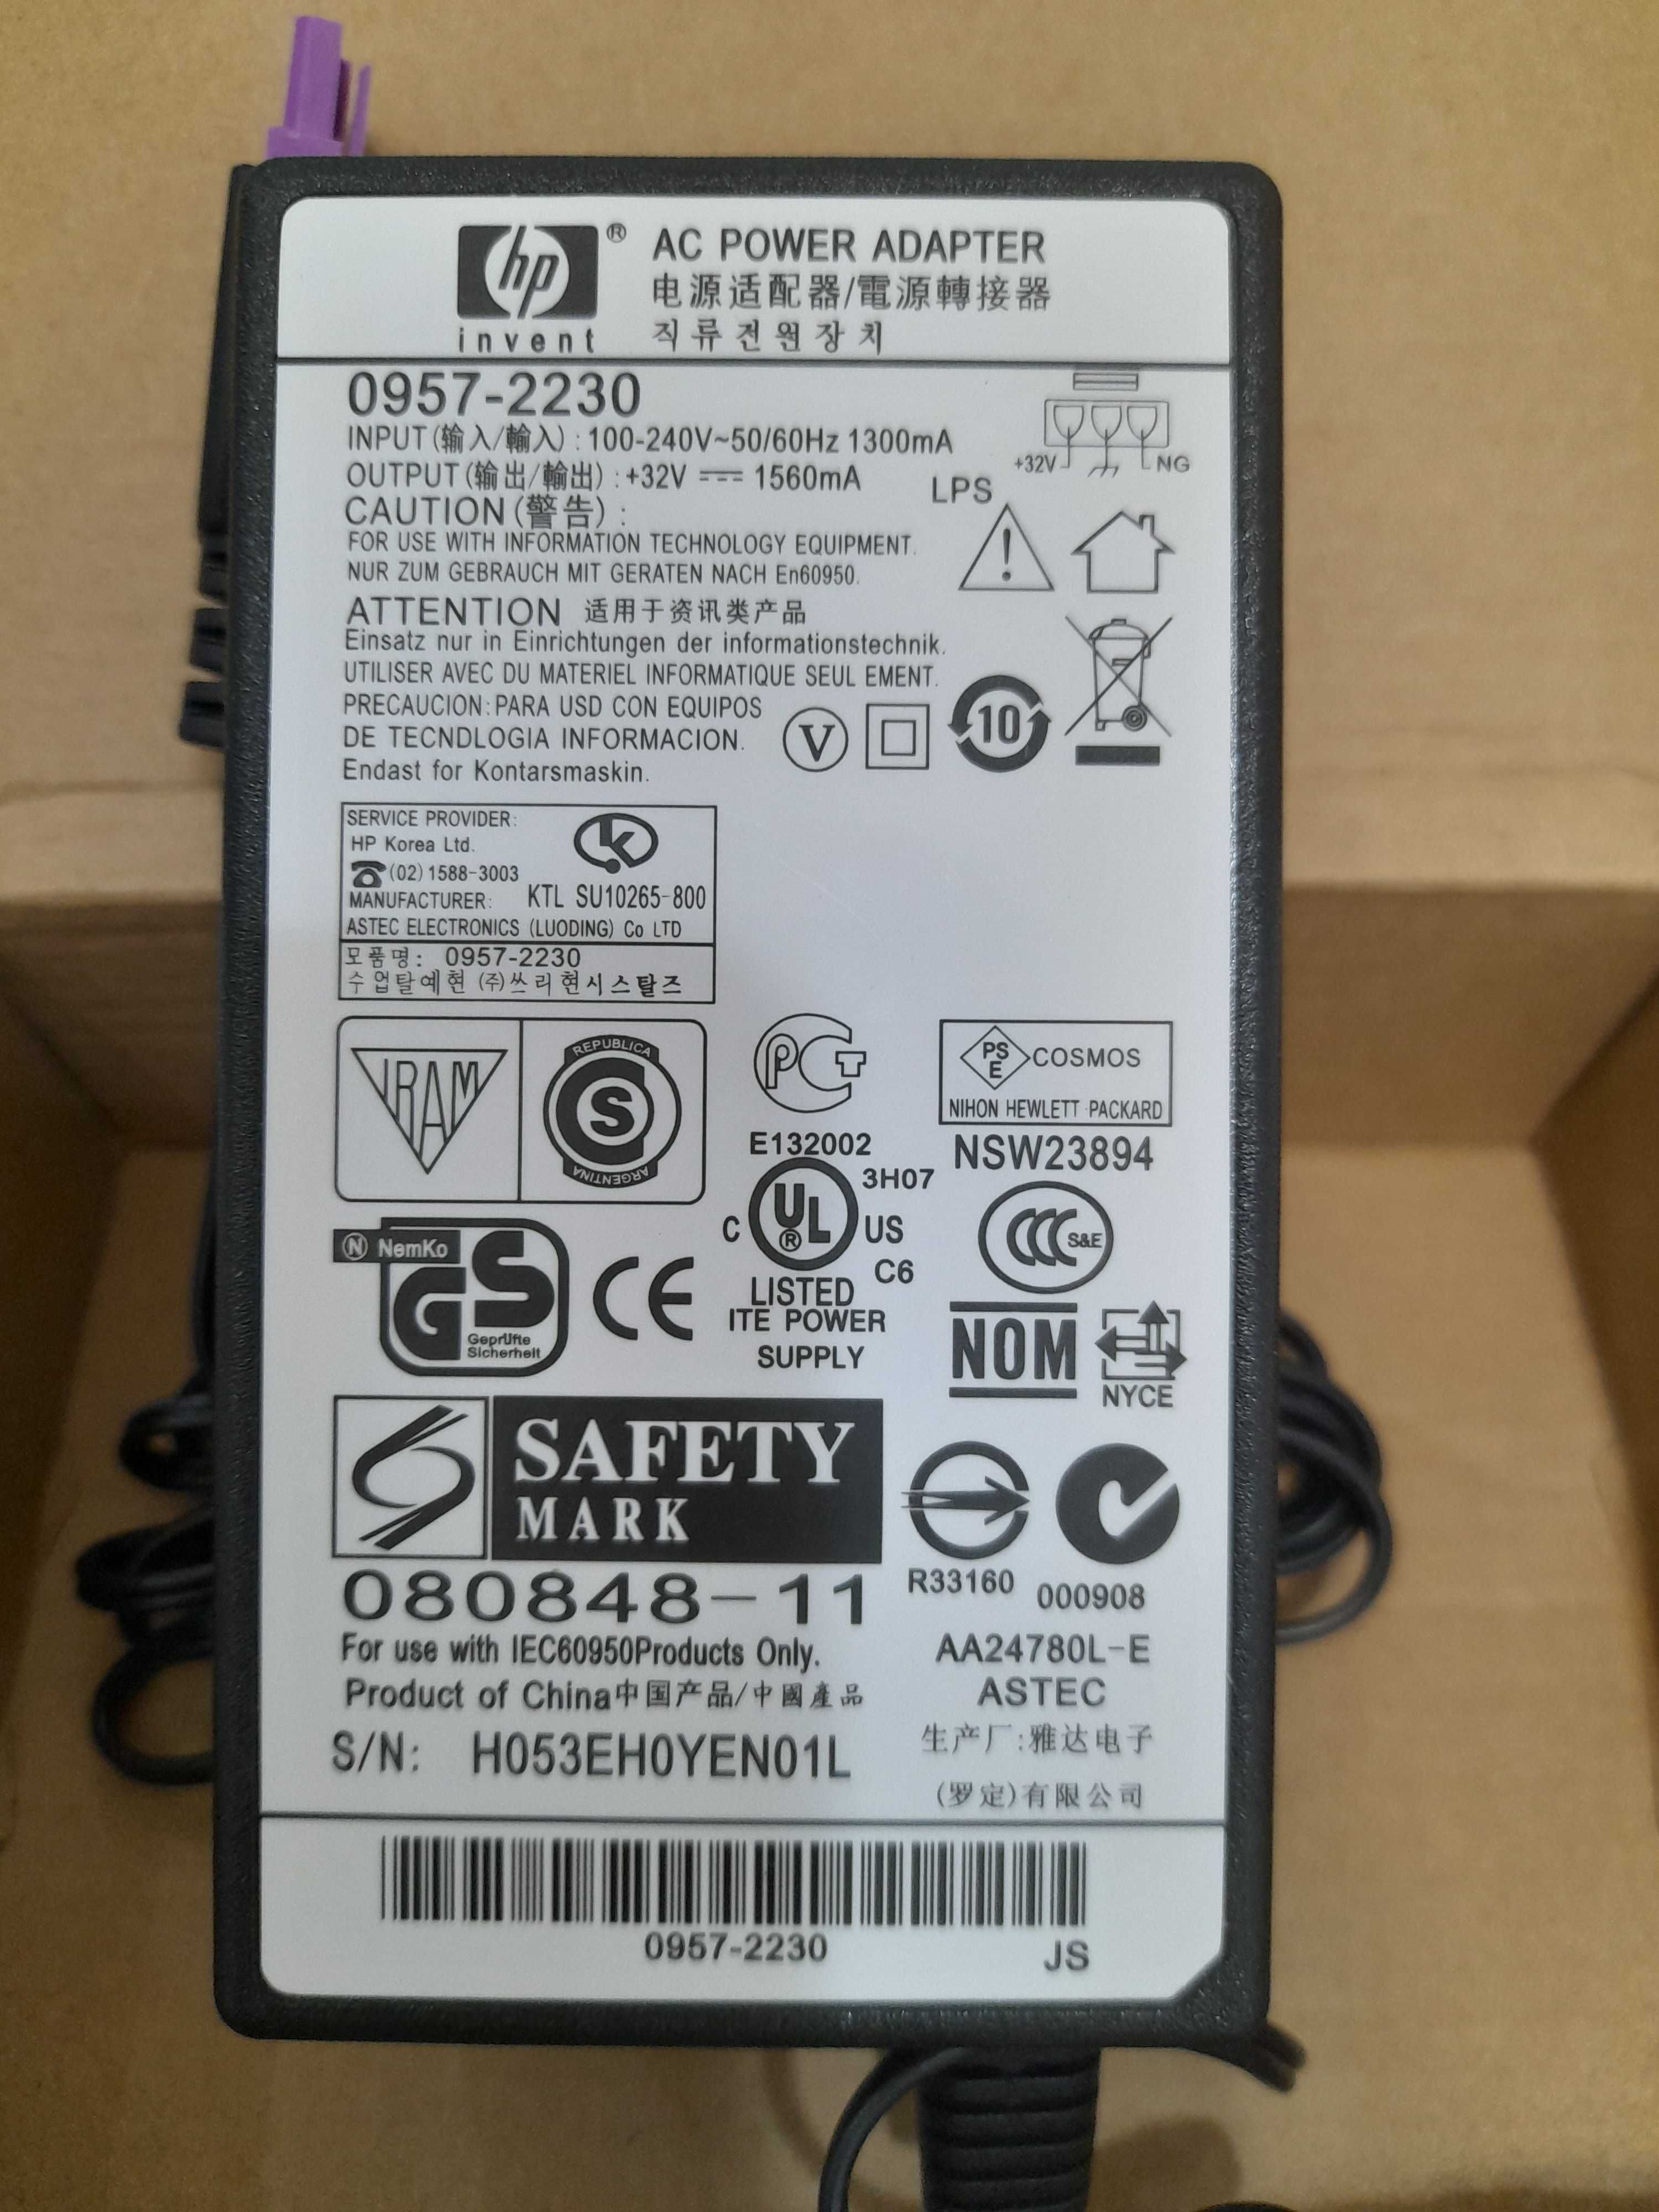 hp ® AC POWER ADAPTER
电源适配器/電源轉接器
invent 직류전원장치
0957-2230
INPUT(输入/輸入) : 100-240V~50/60Hz 1300mA
OUTPUT(输出/輸出) : +32V 1560mA
+32V NG
LPS
CAUTION(警告) :
FOR USE WITH INFORMATION TECHNOLOGY EQUIPMENT.
NUR ZUM GEBRAUCH MIT GERATEN NACH En60950.
ATTENTION 适用于资讯类产品
Einsatz nur in Einrichtungen der informationstechnik.
UTILISER AVEC DU MATERIEL INFORMATIQUE SEUL EMENT.
PRECAUCION: PARA USD CON EQUIPOS
DE TECNDLOGIA INFORMACION.
Endast for Kontarsmaskin.
V 10
SERVICE PROVIDER:
HP Korea Ltd.
☎(02) 1588-3003
MANUFACTURER: KTL SU10265-800
ASTEC ELECTRONICS (LUODING) Co LTD
모품명: 0957-2230
수업탈예현 (주)쓰리현시스탈즈
IRAM
REPUBLICA
S
ARGENTINA
PCT
PS
E
COSMOS
NIHON HEWLETT PACKARD
E132002
NSW23894
3H07
C UL ® US
C6
LISTED
ITE POWER
SUPPLY
CCC S&E
N NemKo
GS
Geprüfte
Sicherheit
CE
NOM
NYCE
SAFETY
MARK
080848-11
R33160
000908
For use with IEC60950Products Only.
AA24780L-E
Product of China中国产品/中國產品
ASTEC
S/N: H053EH0YEN01L
生产厂:雅达电子
(罗定)有限公司
0957-2230
JS